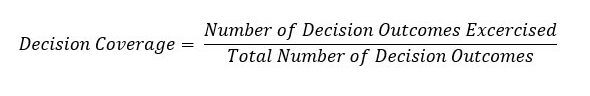 Decision Coverage = Number of Decision Outcomes Excercised
Total Number of Decision Outcomes